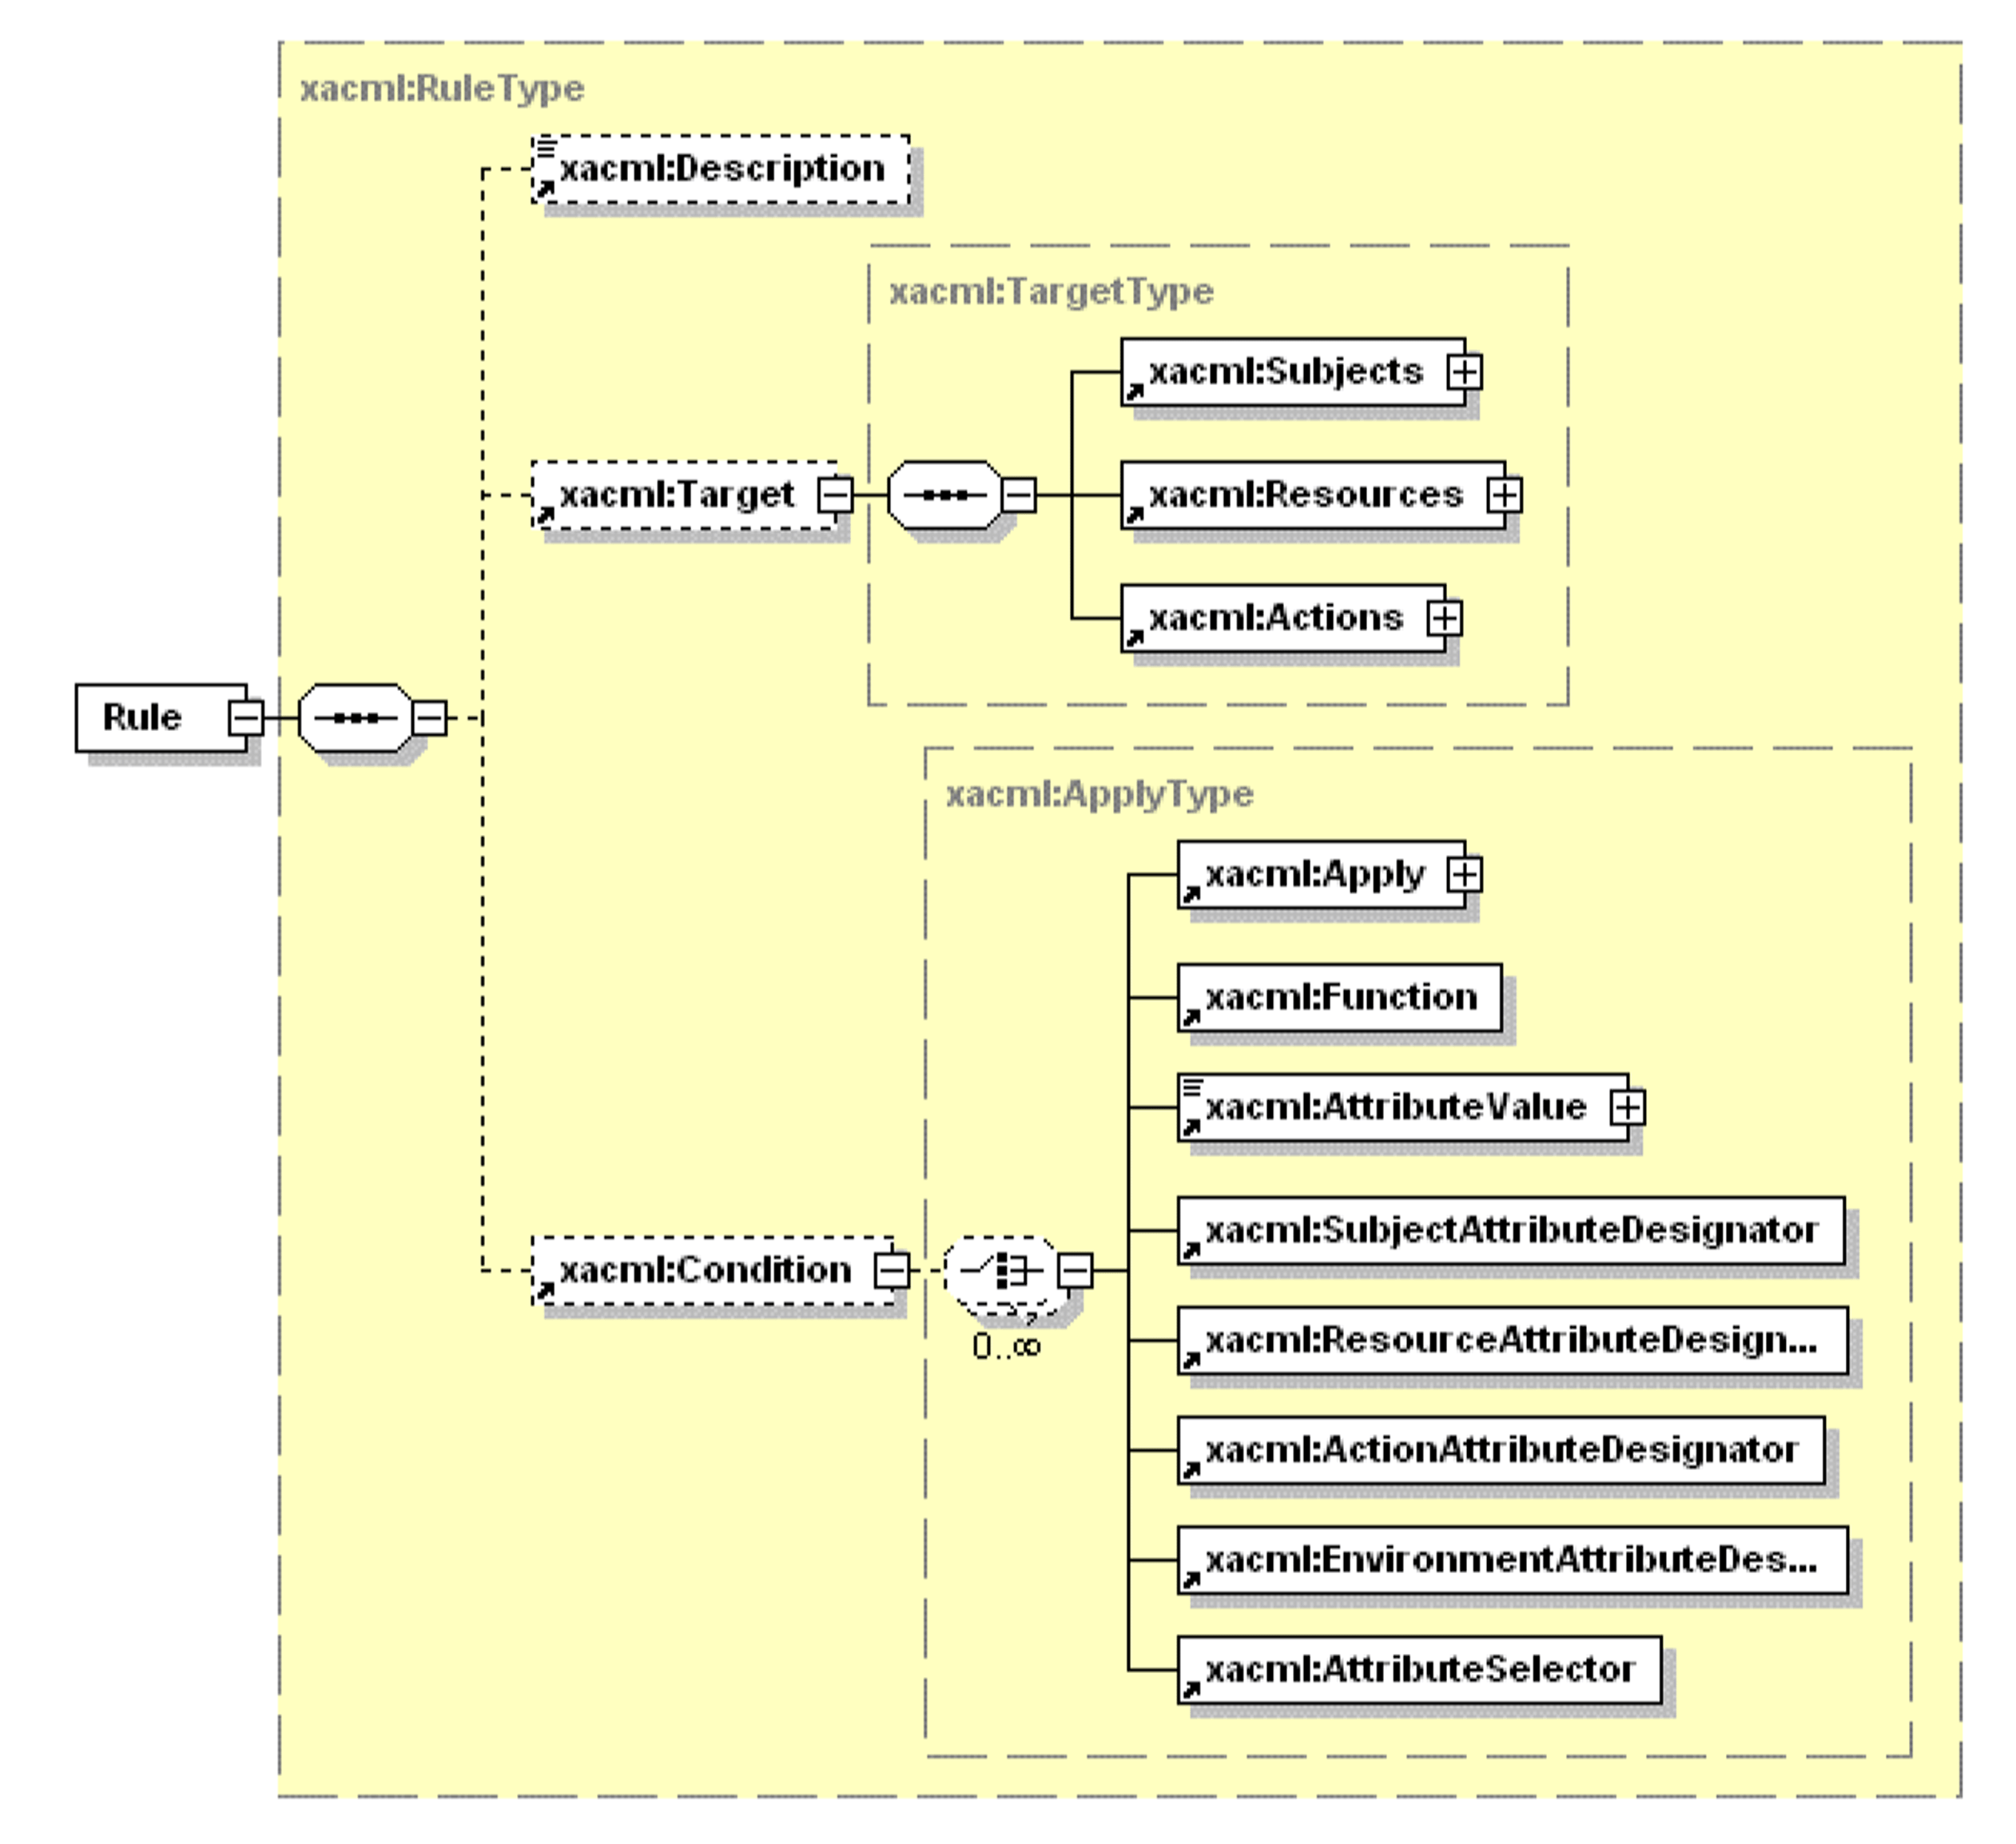 xacml:RuleType
xacml:Description
xacml:TargetType
xacml:Subjects
xacml:Target
xacml:Resources
xacml:Actions
Rule
xacml:ApplyType
xacml:Apply
xacml:Function
xacml:AttributeValue
xacml:SubjectAttributeDesignator
xacml:Condition
0..∞
xacml:ResourceAttributeDesign...
xacml:ActionAttributeDesignator
xacml:EnvironmentAttributeDes...
xacml:AttributeSelector